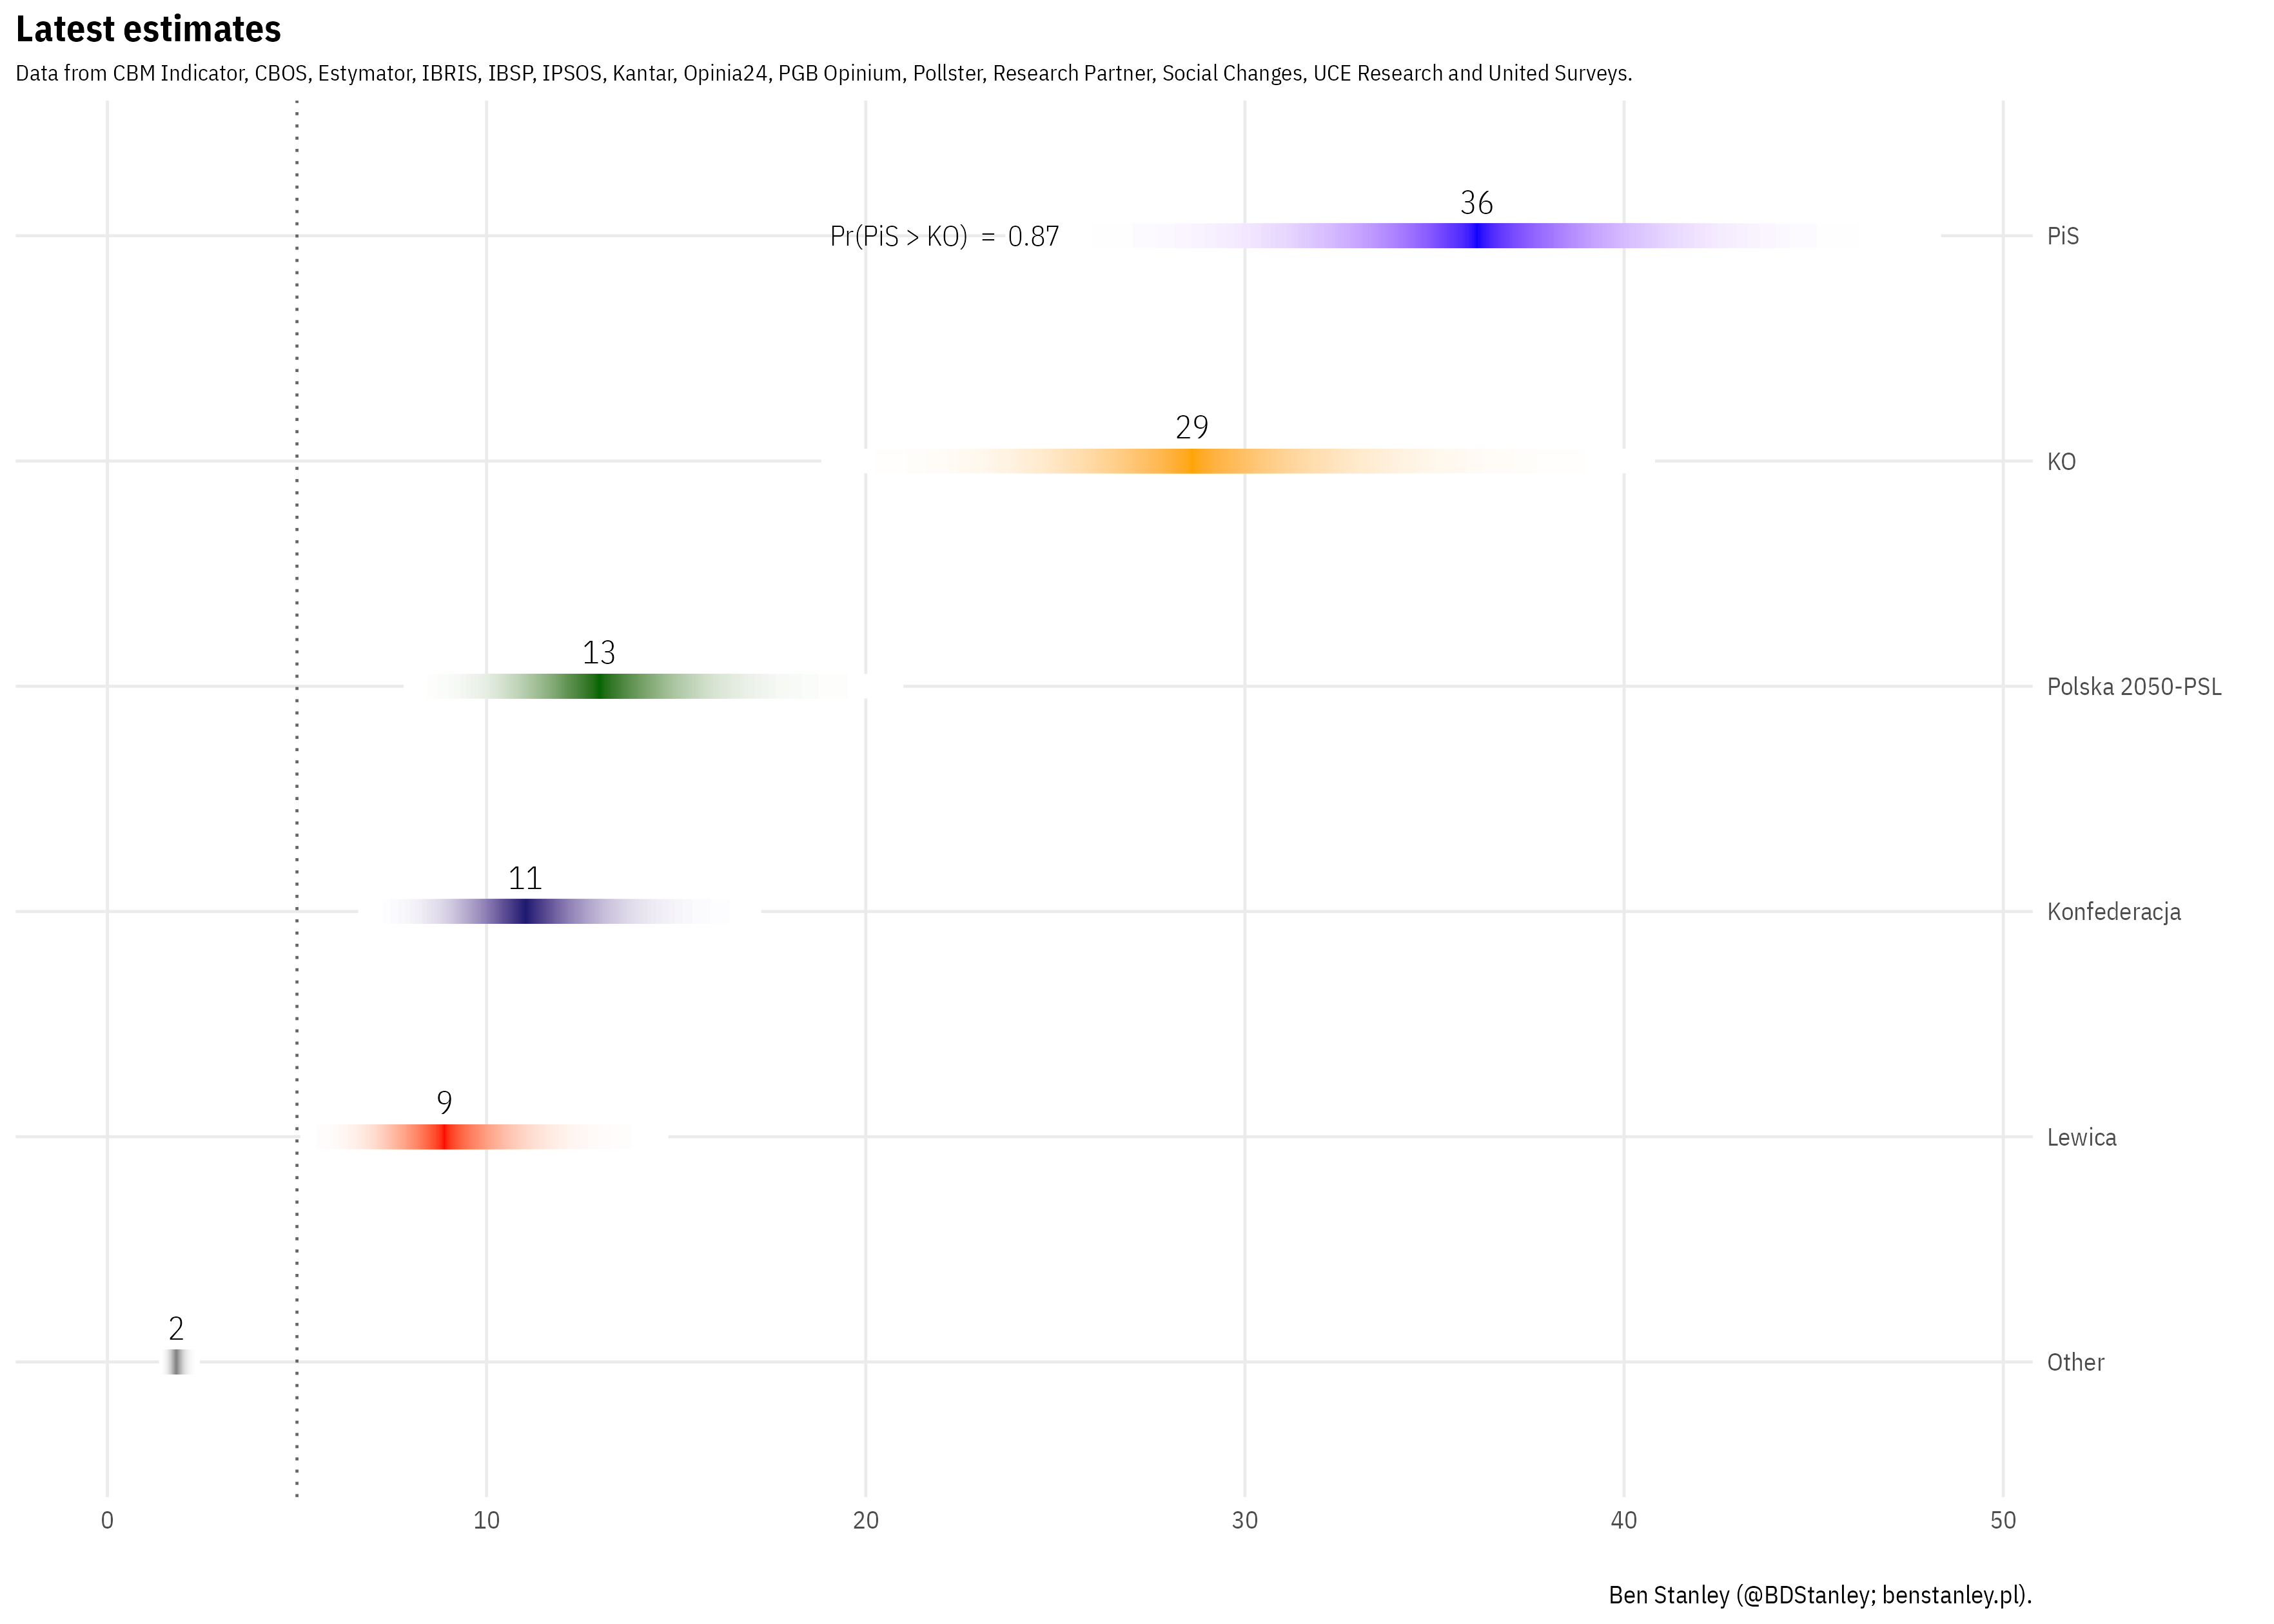 Latest estimates
Data from CBM Indicator, CBOS, Estymator, IBRIS, IBSP, IPSOS, Kantar, Opinia24, PGB Opinium, Pollster, Research Partner, Social Changes, UCE Research and United Surveys.
36
Pr(PiS > KO) = 0.87
PiS
29
KO
13
Polska 2050-PSL
11
Konfederacja
9
Lewica
2
Other
0 10 20 30 40 50
Ben Stanley (@BDStanley; benstanley.pl).